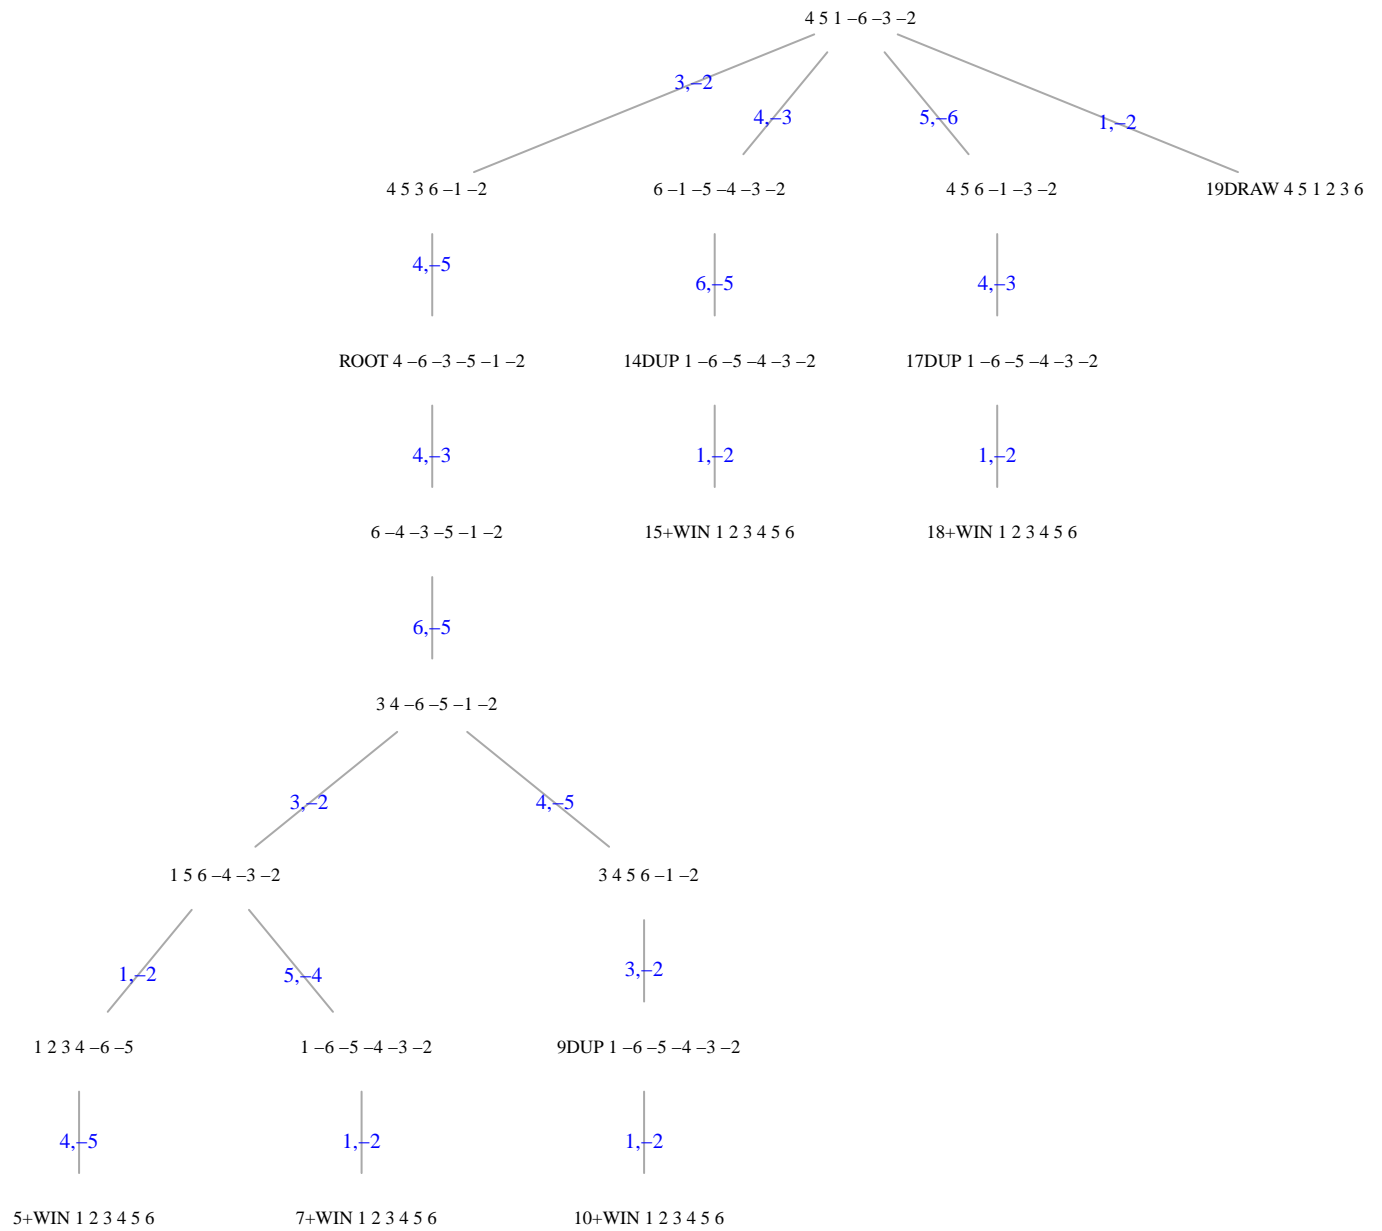 4 5 1 –6 –3 –2
3,–2
4,–3
5,–6
1,–2
4 5 3 6 –1 –2
6 –1 –5 –4 –3 –2
4 5 6 –1 –3 –2
19DRAW 4 5 1 2 3 6
4,–5
6,–5
4,–3
ROOT 4 –6 –3 –5 –1 –2
14DUP 1 –6 –5 –4 –3 –2
17DUP 1 –6 –5 –4 –3 –2
4,–3
1,–2
1,–2
6 –4 –3 –5 –1 –2
15+WIN 1 2 3 4 5 6
18+WIN 1 2 3 4 5 6
6,–5
3 4 –6 –5 –1 –2
3,–2
4,–5
1 5 6 –4 –3 –2
3 4 5 6 –1 –2
1,–2
5,–4
3,–2
1 2 3 4 –6 –5
1 –6 –5 –4 –3 –2
9DUP 1 –6 –5 –4 –3 –2
4,–5
1,–2
1,–2
5+WIN 1 2 3 4 5 6
7+WIN 1 2 3 4 5 6
10+WIN 1 2 3 4 5 6